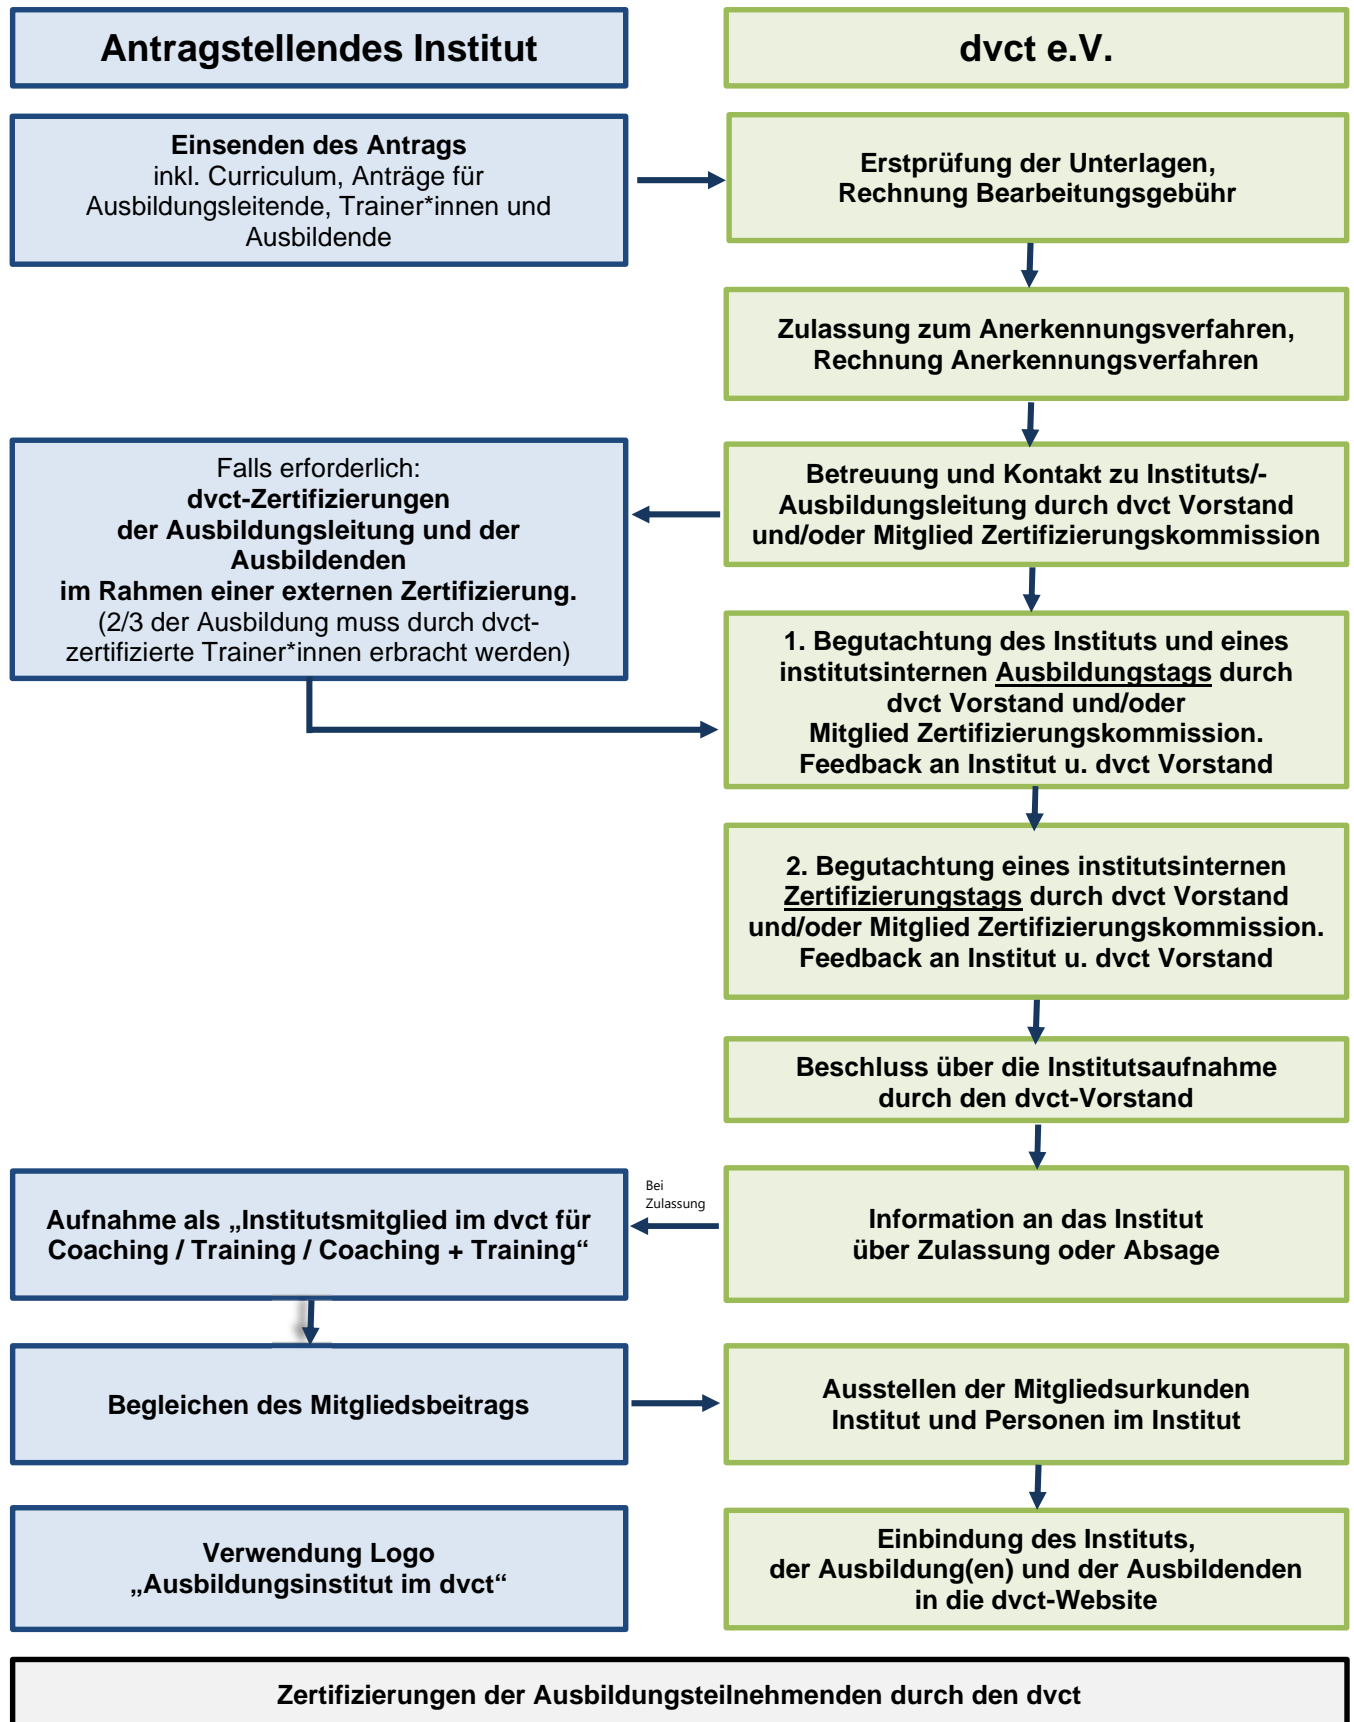 Antragstellendes Institut
dvct e.V.
Einsenden des Antrags
inkl. Curriculum, Anträge für
Ausbildungsleitende, Trainer*innen und
Ausbildende
Erstprüfung der Unterlagen,
Rechnung Bearbeitungsgebühr
Zulassung zum Anerkennungsverfahren,
Rechnung Anerkennungsverfahren
Falls erforderlich:
dvct-Zertifizierungen
der Ausbildungsleitung und der
Ausbildenden
im Rahmen einer externen Zertifizierung.
(2/3 der Ausbildung muss durch dvct-
zertifizierte Trainer*innen erbracht werden)
Betreuung und Kontakt zu Instituts/-
Ausbildungsleitung durch dvct Vorstand
und/oder Mitglied Zertifizierungskommission
1. Begutachtung des Instituts und eines
institutsinternen Ausbildungstags durch
dvct Vorstand und/oder
Mitglied Zertifizierungskommission.
Feedback an Institut u. dvct Vorstand
2. Begutachtung eines institutsinternen
Zertifizierungstags durch dvct Vorstand
und/oder Mitglied Zertifizierungskommission.
Feedback an Institut u. dvct Vorstand
Beschluss über die Institutsaufnahme
durch den dvct-Vorstand
Information an das Institut
über Zulassung oder Absage
Bei
Zulassung
Aufnahme als „Institutsmitglied im dvct für
Coaching / Training / Coaching + Training“
Begleichen des Mitgliedsbeitrags
Ausstellen der Mitgliedsurkunden
Institut und Personen im Institut
Verwendung Logo
„Ausbildungsinstitut im dvct“
Einbindung des Instituts,
der Ausbildung(en) und der Ausbildenden
in die dvct-Website
Zertifizierungen der Ausbildungsteilnehmenden durch den dvct